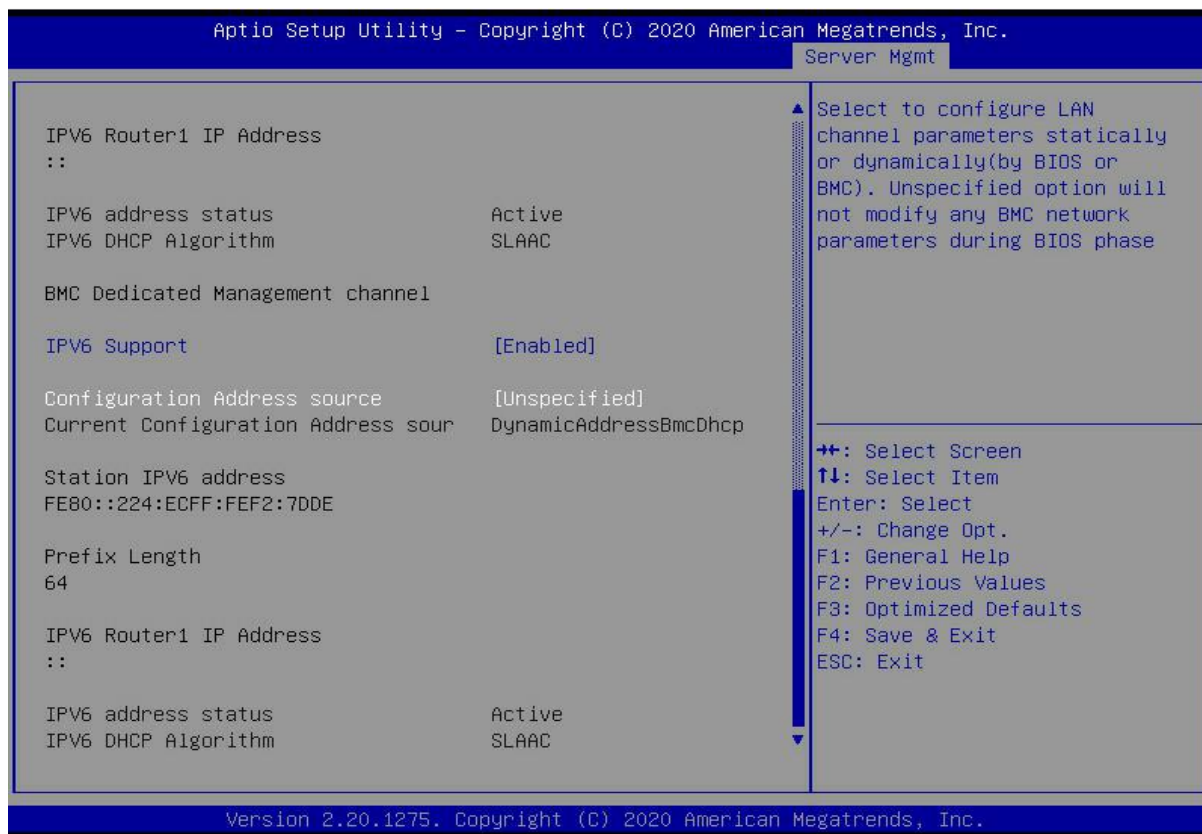 Aptio Setup Utility – Copyright (C) 2020 American Megatrends, Inc.
Server Mgmt
IPV6 Router1 IP Address
::
IPV6 address status Active
IPV6 DHCP Algorithm SLAAC
BMC Dedicated Management channel
IPV6 Support [Enabled]
Configuration Address source [Unspecified]
Current Configuration Address sour DynamicAddressBmcDhcp
Station IPV6 address
FE80::224:ECFF:FEF2:7DDE
Prefix Length
64
IPV6 Router1 IP Address
::
IPV6 address status Active
IPV6 DHCP Algorithm SLAAC
Select to configure LAN
channel parameters statically
or dynamically(by BIOS or
BMC). Unspecified option will
not modify any BMC network
parameters during BIOS phase
→←: Select Screen
↑↓: Select Item
Enter: Select
+/-: Change Opt.
F1: General Help
F2: Previous Values
F3: Optimized Defaults
F4: Save & Exit
ESC: Exit
Version 2.20.1275. Copyright (C) 2020 American Megatrends, Inc.